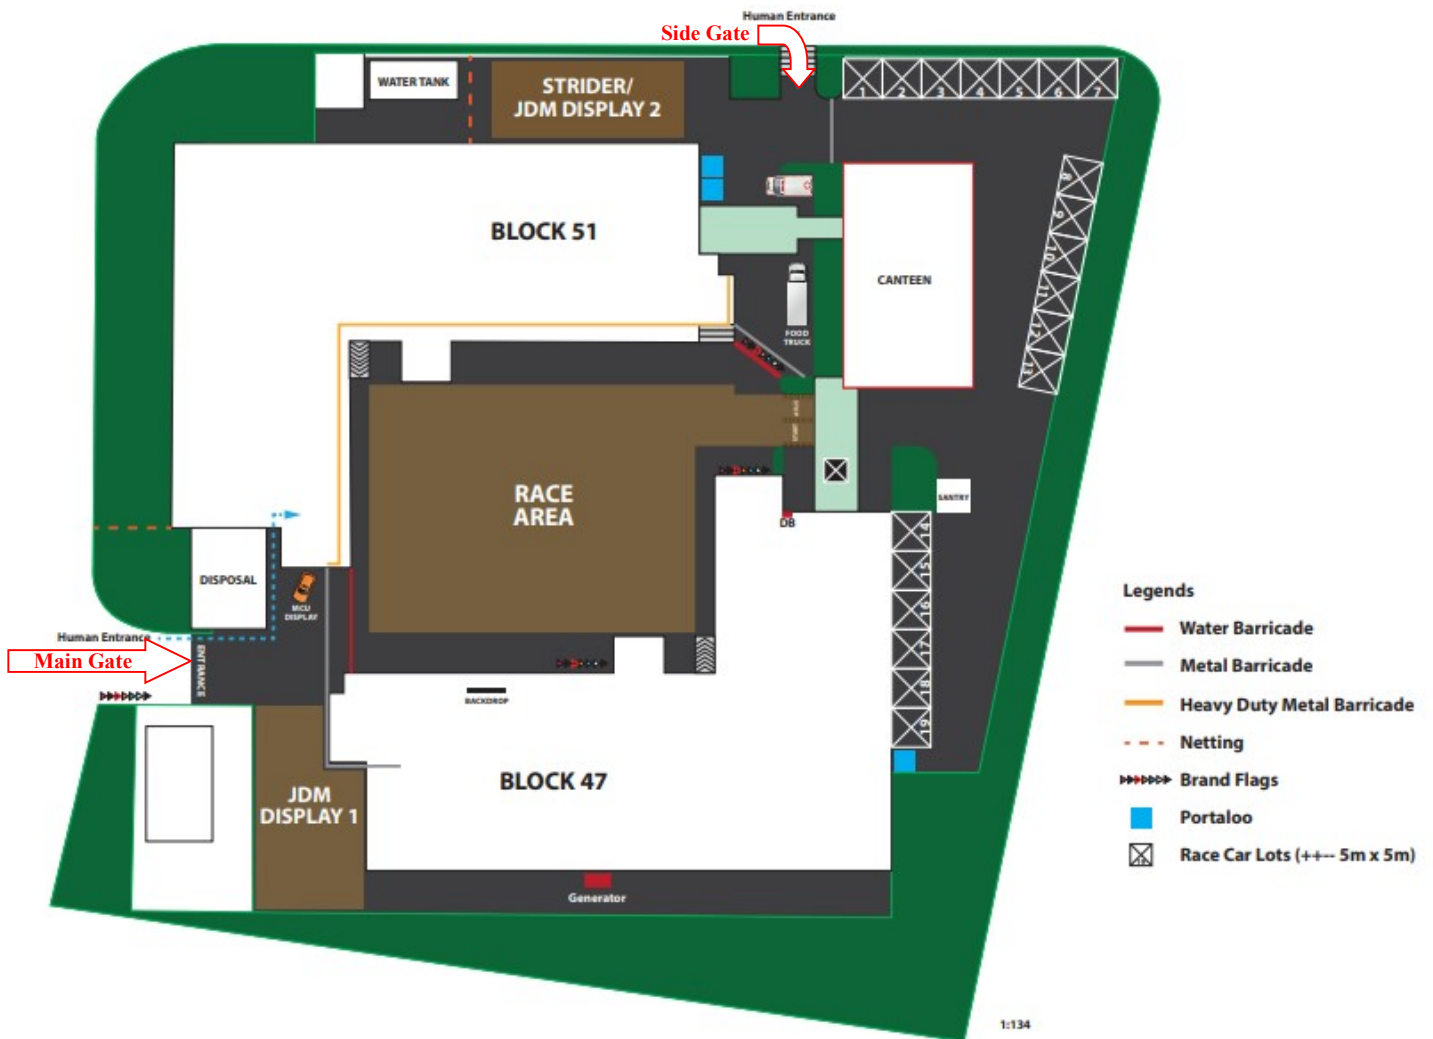 Human Entrance
Side Gate
WATER TANK
STRIDER/
JDM DISPLAY 2
1
2
3
4
5
6
7
8
9
10
11
12
13
BLOCK 51
CANTEEN
FOOD
TRUCK
RACE
AREA
SANTRY
DB
14
15
16
17
18
19
DISPOSAL
MCU
DISPLAY
Human Entrance
Main Gate
ENTRANCE
BACKDROP
BLOCK 47
JDM
DISPLAY 1
Generator
Legends
Water Barricade
Metal Barricade
Heavy Duty Metal Barricade
Netting
Brand Flags
Portaloo
Race Car Lots (++-- 5m x 5m)
1:134